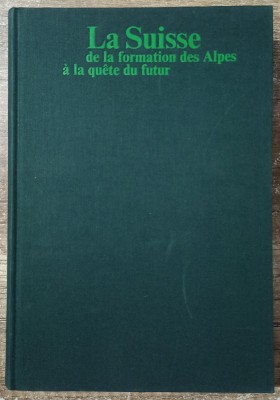 La Suisse
de la formation des Alpes
à la quête du futur